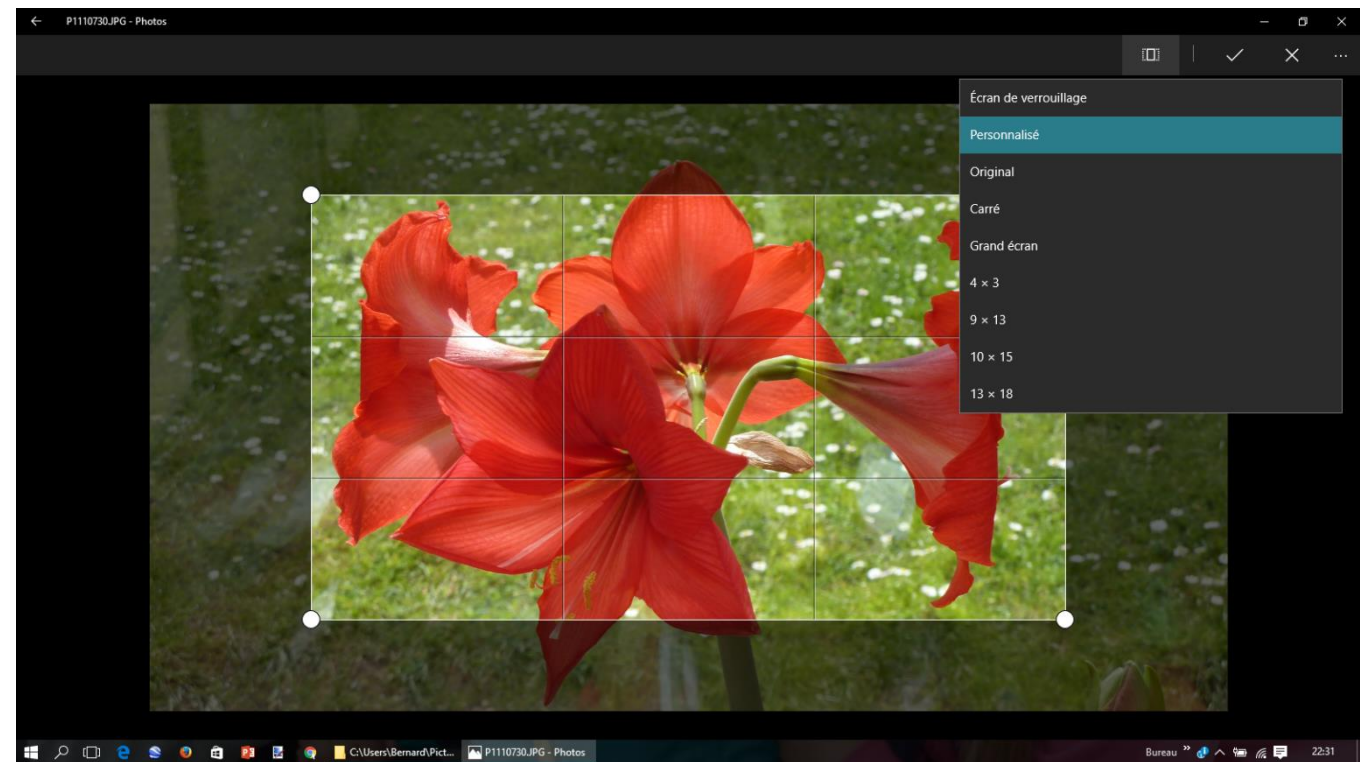 P1110730.JPG - Photos
Écran de verrouillage
Personnalisé
Original
Carré
Grand écran
4 × 3
9 × 13
10 × 15
13 × 18
C:\Users\Bernard\Pict...
P1110730.JPG - Photos
Bureau
22:31